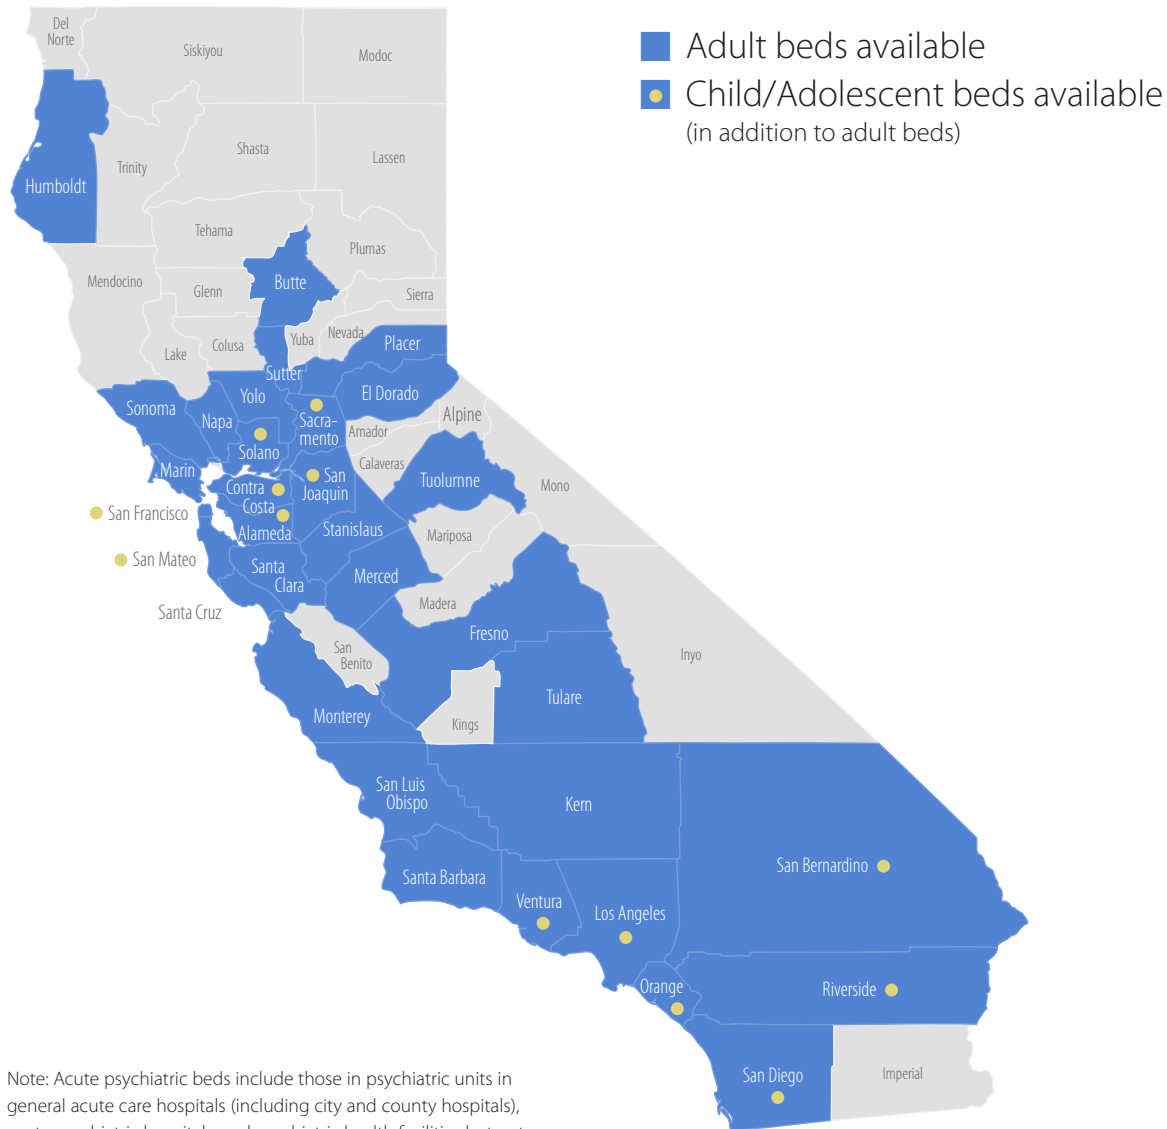 Adult beds available
Child/Adolescent beds available
(in addition to adult beds)
Del
Norte
Siskiyou
Modoc
Trinity
Shasta
Lassen
Humboldt
Tehama
Plumas
Mendocino
Glenn
Butte
Sierra
Lake
Colusa
Yuba
Nevada
Placer
Sutter
Yolo
El Dorado
Sonoma
Napa
Sacra-
mento
Alpine
Amador
Solano
Marin
Calaveras
Contra
Costa
San
Joaquin
Tuolumne
Mono
San Francisco
Alameda
Stanislaus
Mariposa
San Mateo
Santa
Clara
Merced
Santa Cruz
Madera
Fresno
San
Benito
Inyo
Monterey
Kings
Tulare
San Luis
Obispo
Kern
San Bernardino
Santa Barbara
Ventura
Los Angeles
Orange
Riverside
San Diego
Imperial
Note: Acute psychiatric beds include those in psychiatric units in
general acute care hospitals (including city and county hospitals),